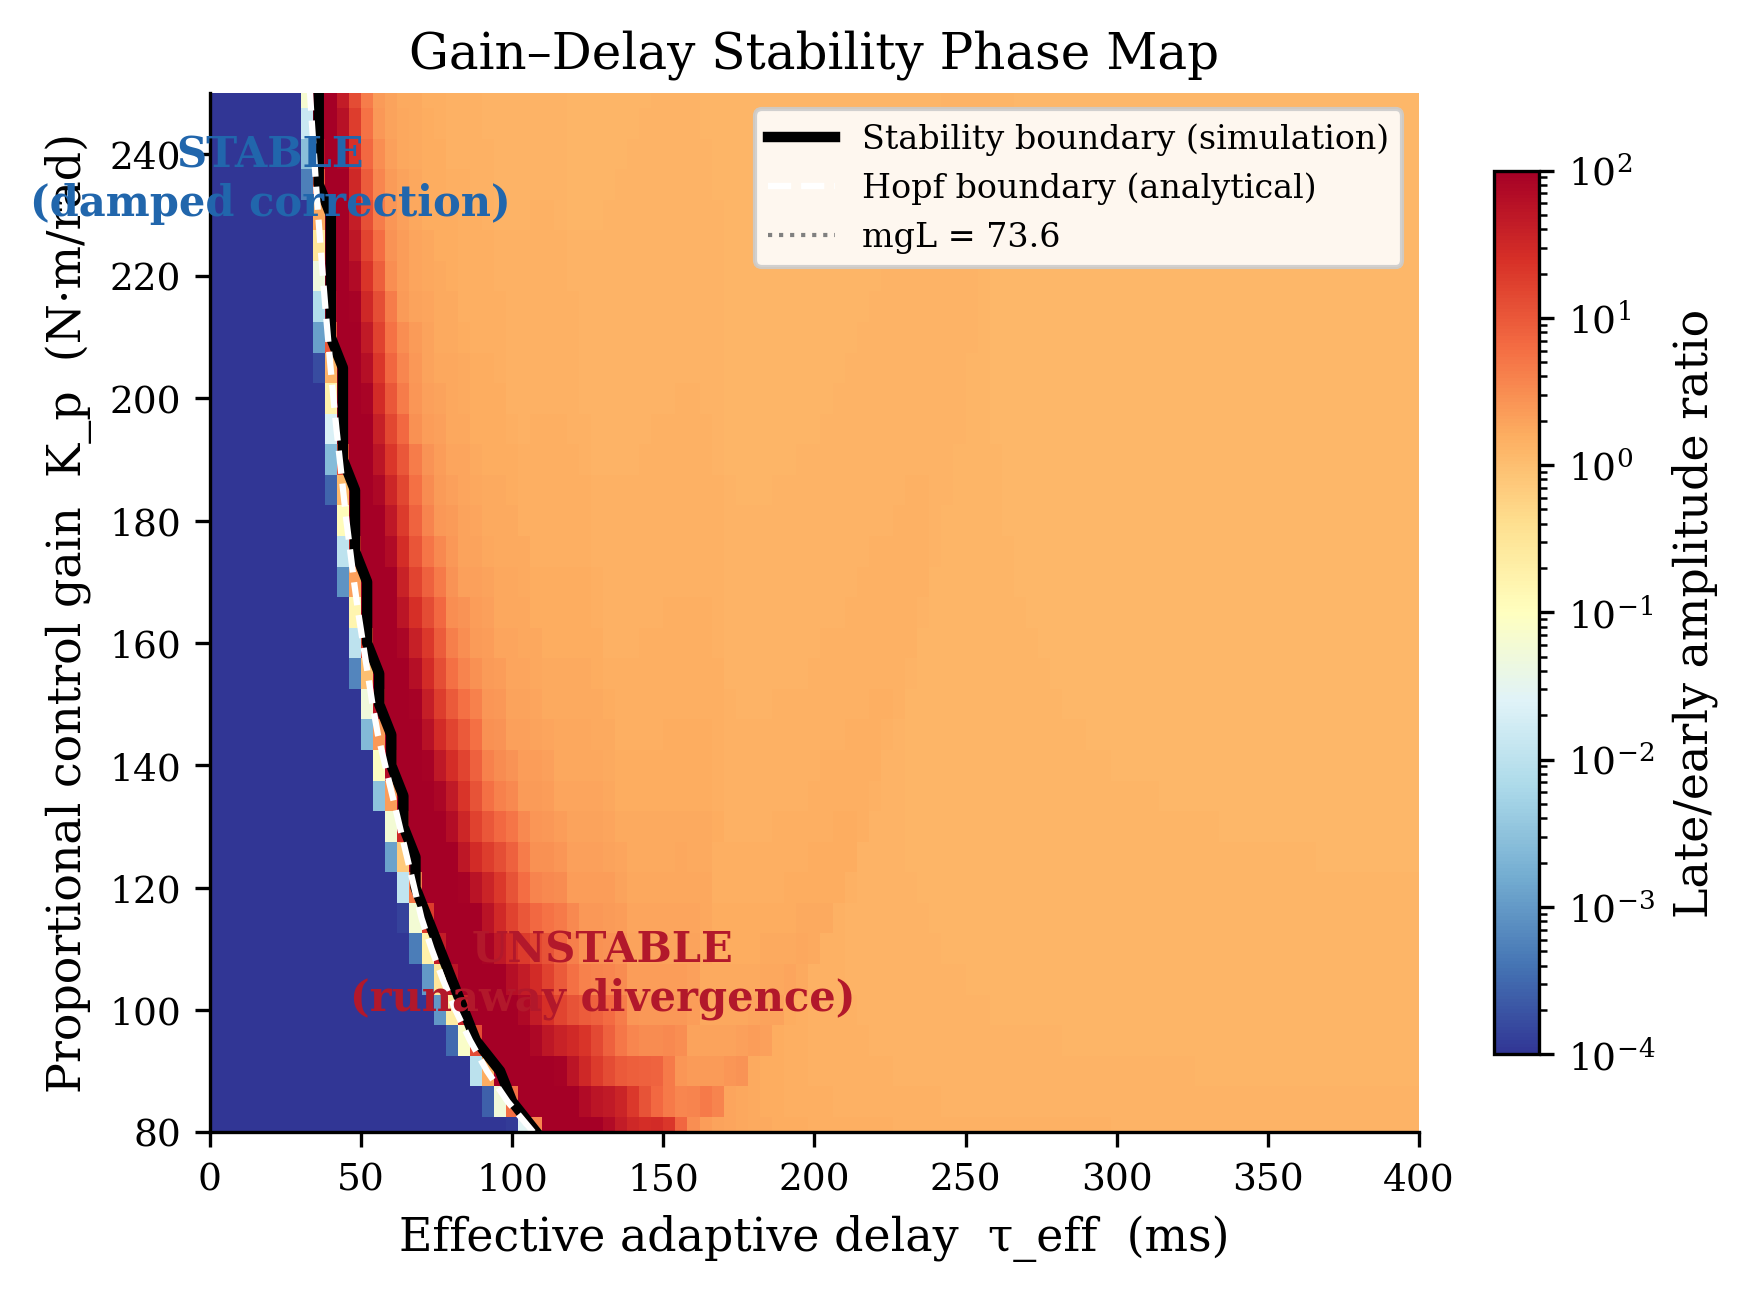 Gain–Delay Stability Phase Map
Proportional control gain K_p (N·m/rad)
240
220
200
180
160
140
120
100
80
STABLE
(damped correction)
Stability boundary (simulation)
Hopf boundary (analytical)
mgL = 73.6
UNSTABLE
(runaway divergence)
0 50 100 150 200 250 300 350 400
Effective adaptive delay τ_eff (ms)
10²
10¹
10⁰
10⁻¹
10⁻²
10⁻³
10⁻⁴
Late/early amplitude ratio